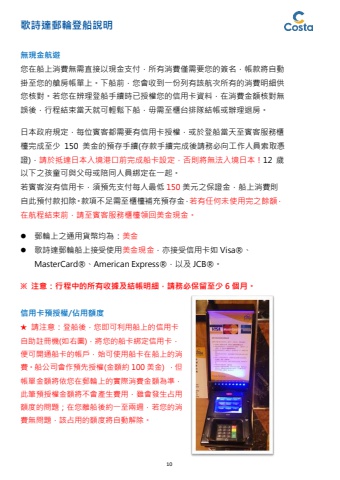 歌詩達郵輪登船說明
Costa
無現金航遊
您在船上消費無需直接以現金支付，所有消費僅需要您的簽名，帳款將自動
掛至您的艙房帳單上。下船前，您會收到一份列有該航次所有的消費明細供
您核對。若您在辦理登船手續時已授權您的信用卡資料，在消費金額核對無
誤後，行程結束當天就可輕鬆下船，毋需至櫃台排隊結帳或辦理退房。
日本政府規定，每位賓客都需要有信用卡授權，或於登船當天至賓客服務櫃
檯完成至少 150 美金的預存手續(存款手續完成後請務必向工作人員索取憑
證)，請於抵達日本入境港口前完成船卡設定，否則將無法入境日本！12 歲
以下之孩童可與父母或陪同人員綁定在一起。
若賓客沒有信用卡，須預先支付每人最低 150 美元之保證金，船上消費則
自此預付款扣除。款項不足需至櫃檯補充預存金，若有任何未使用完之餘額，
在航程結束前，請至賓客服務櫃檯領回美金現金。
● 郵輪上之通用貨幣均為：美金
● 歌詩達郵輪船上接受使用美金現金，亦接受信用卡如 Visa®、
MasterCard®、American Express®，以及 JCB®。
※ 注意：行程中的所有收據及結帳明細，請務必保留至少 6 個月。
信用卡預授權/佔用額度
★ 請注意：登船後，您即可利用船上的信用卡
自助註冊機(如右圖)，將您的船卡綁定信用卡，
便可開通船卡的帳戶，始可使用船卡在船上的消
費。船公司會作預先授權(金額約 100 美金)，但
帳單金額將依您在郵輪上的實際消費金額為準，
此筆預授權金額將不會產生費用，雖會發生占用
額度的問題；在您離船後約一至兩週，若您的消
費無問題，該占用的額度將自動解除。
10